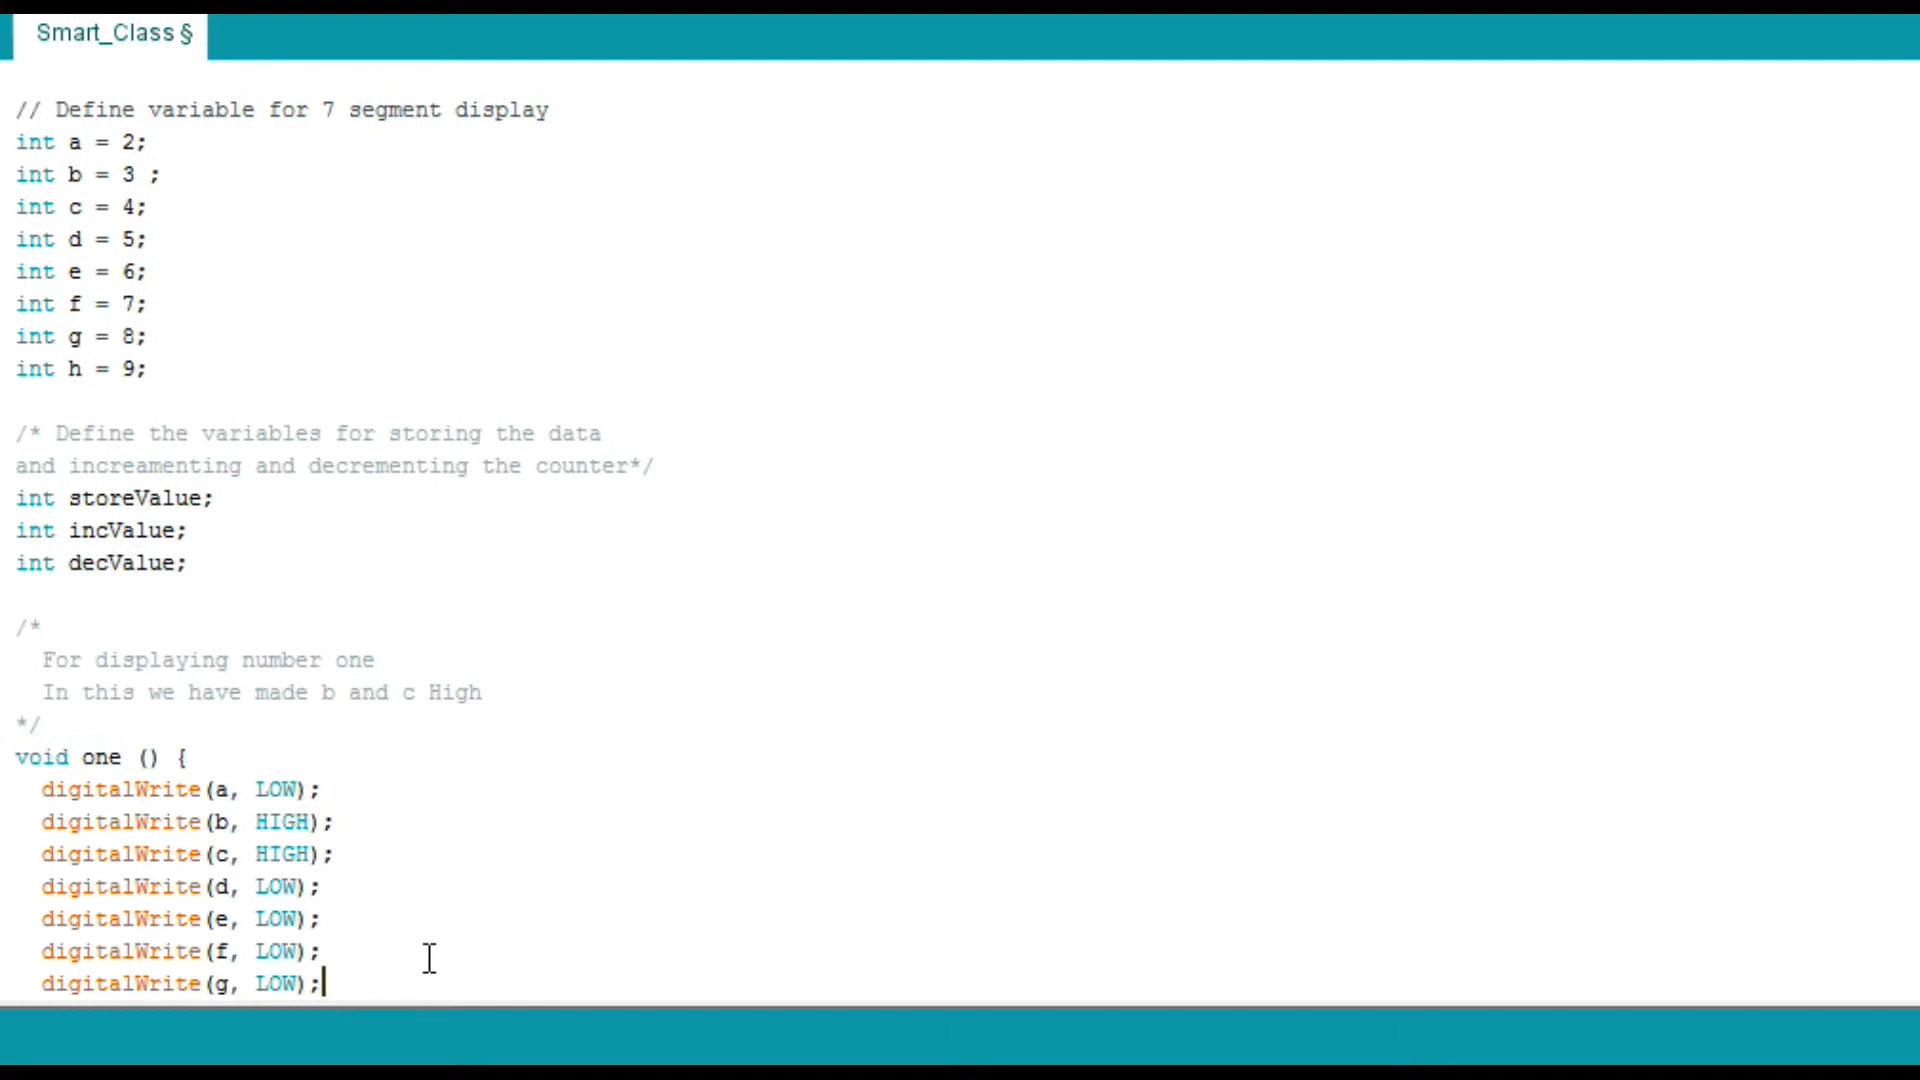 Smart_Class §
// Define variable for 7 segment display
int a = 2;
int b = 3 ;
int c = 4;
int d = 5;
int e = 6;
int f = 7;
int g = 8;
int h = 9;
/* Define the variables for storing the data
and increamenting and decrementing the counter*/
int storeValue;
int incValue;
int decValue;
/*
For displaying number one
In this we have made b and c High
*/
void one () {
digitalWrite(a, LOW);
digitalWrite(b, HIGH);
digitalWrite(c, HIGH);
digitalWrite(d, LOW);
digitalWrite(e, LOW);
digitalWrite(f, LOW);
digitalWrite(g, LOW);